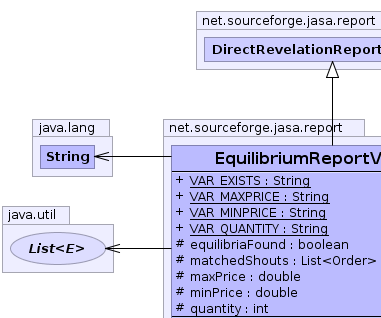 net.sourceforge.jasa.report
DirectRevelationReport
java.lang
String
net.sourceforge.jasa.report
EquilibriumReportV
+ VAR_EXISTS : String
+ VAR_MAXPRICE : String
+ VAR_MINPRICE : String
+ VAR_QUANTITY : String
# equilibriaFound : boolean
# matchedShouts : List<Order>
# maxPrice : double
# minPrice : double
# quantity : int
java.util
List<E>